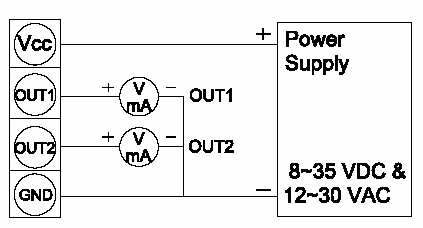 Vcc
+
Power
Supply
OUT1
+
V
mA
−
OUT1
OUT2
+
V
mA
−
OUT2
GND
−
8~35 VDC &
12~30 VAC